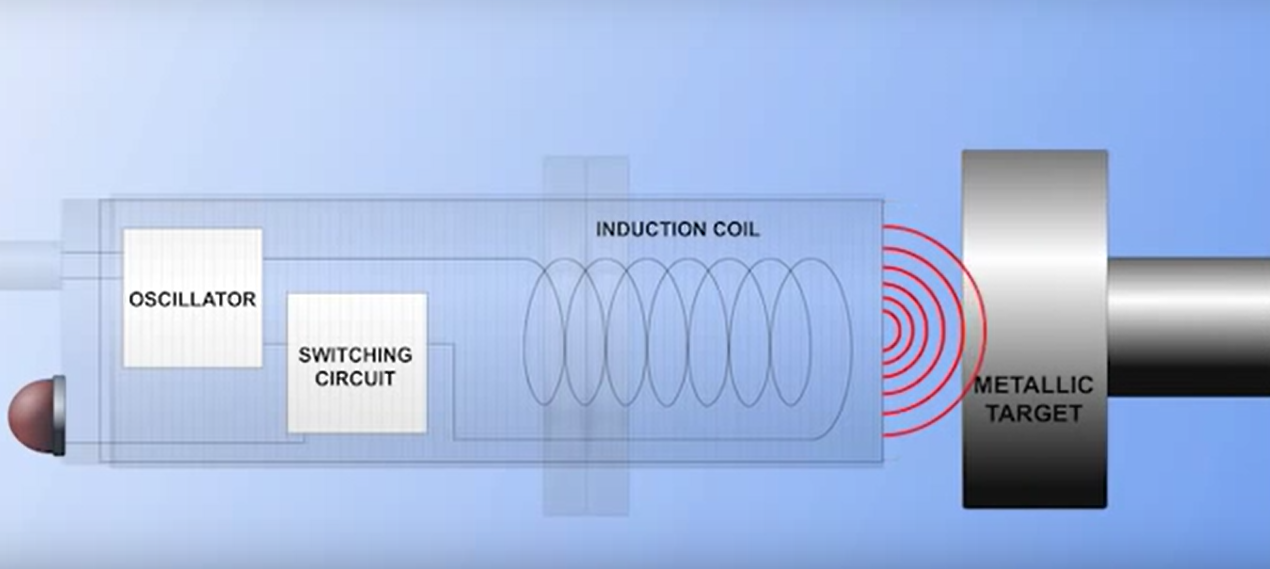 INDUCTION COIL
OSCILLATOR
SWITCHING
CIRCUIT
METALLIC
TARGET